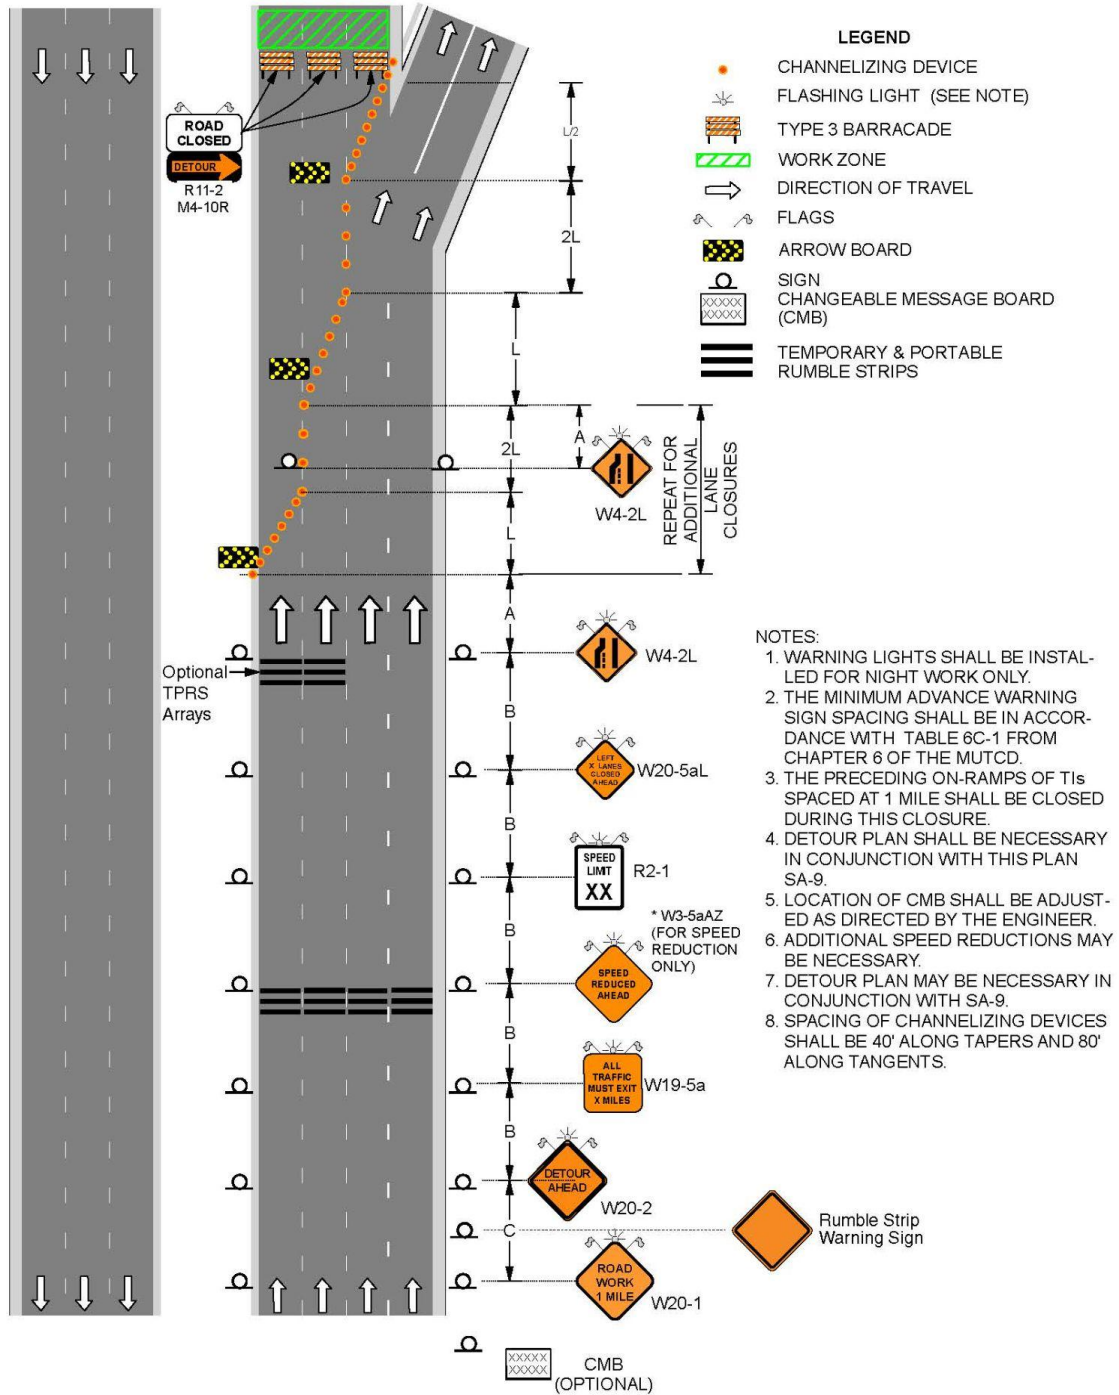 LEGEND
CHANNELIZING DEVICE
FLASHING LIGHT (SEE NOTE)
TYPE 3 BARRACADE
WORK ZONE
DIRECTION OF TRAVEL
FLAGS
ARROW BOARD
SIGN
CHANGEABLE MESSAGE BOARD
(CMB)
TEMPORARY & PORTABLE
RUMBLE STRIPS
ROAD
CLOSED
DETOUR
R11-2
M4-10R
L/2
2L
L
2L
A
L
W4-2L
REPEAT FOR
ADDITIONAL
LANE
CLOSURES
A
W4-2L
Optional
TPRS
Arrays
B
LEFT
X LANES
CLOSED
AHEAD
W20-5aL
B
SPEED
LIMIT
XX
R2-1
B
* W3-5aAZ
(FOR SPEED
REDUCTION
ONLY)
SPEED
REDUCED
AHEAD
B
ALL
TRAFFIC
MUST EXIT
X MILES
W19-5a
B
DETOUR
AHEAD
W20-2
C
Rumble Strip
Warning Sign
ROAD
WORK
1 MILE
W20-1
CMB
(OPTIONAL)
NOTES:
1. WARNING LIGHTS SHALL BE INSTAL-
LED FOR NIGHT WORK ONLY.
2. THE MINIMUM ADVANCE WARNING
SIGN SPACING SHALL BE IN ACCOR-
DANCE WITH TABLE 6C-1 FROM
CHAPTER 6 OF THE MUTCD.
3. THE PRECEDING ON-RAMPS OF TIs
SPACED AT 1 MILE SHALL BE CLOSED
DURING THIS CLOSURE.
4. DETOUR PLAN SHALL BE NECESSARY
IN CONJUNCTION WITH THIS PLAN
SA-9.
5. LOCATION OF CMB SHALL BE ADJUST-
ED AS DIRECTED BY THE ENGINEER.
6. ADDITIONAL SPEED REDUCTIONS MAY
BE NECESSARY.
7. DETOUR PLAN MAY BE NECESSARY IN
CONJUNCTION WITH SA-9.
8. SPACING OF CHANNELIZING DEVICES
SHALL BE 40' ALONG TAPERS AND 80'
ALONG TANGENTS.